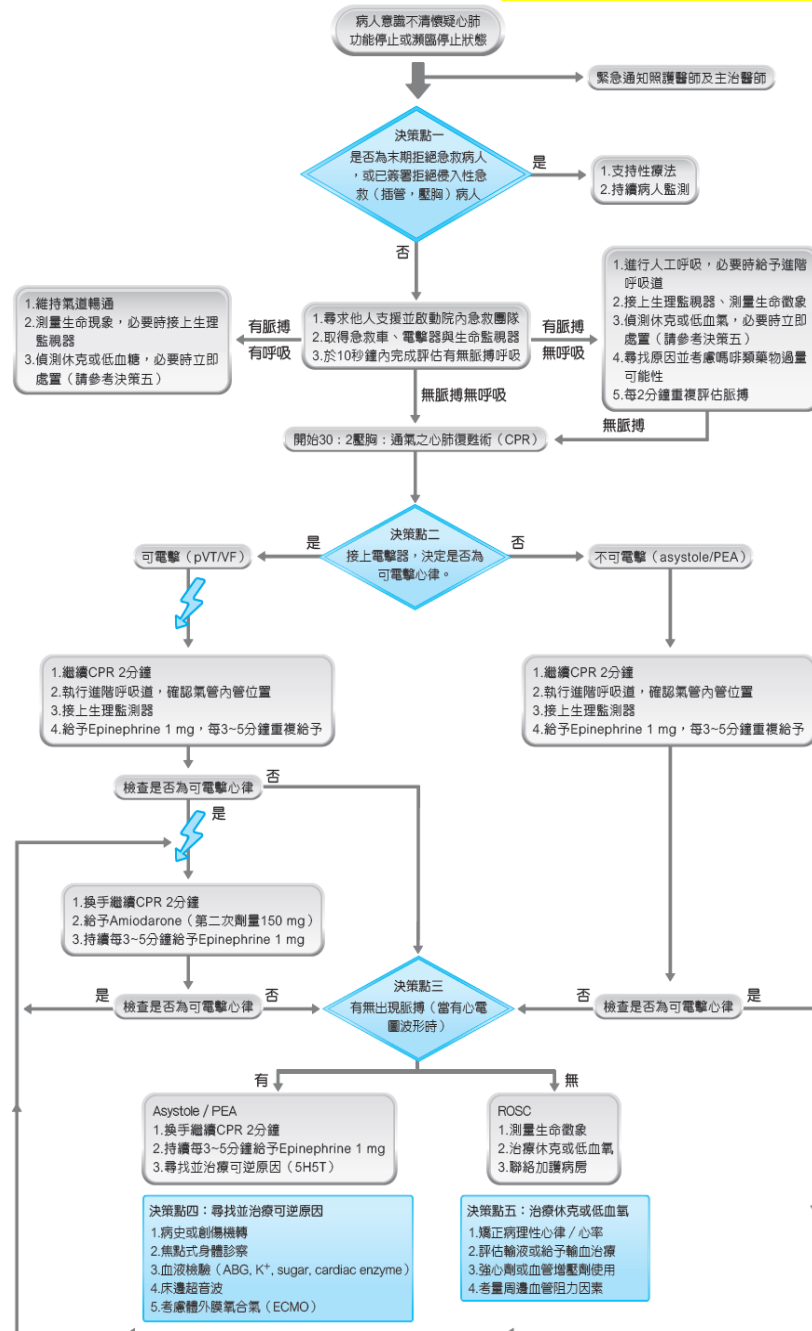 病人意識不清懷疑心肺
功能停止或瀕臨停止狀態
緊急通知照護醫師及主治醫師
決策點一
是否為末期拒絕急救病人
，或已簽署拒絕侵入性急
救（插管，壓胸）病人
是
1.支持性療法
2.持續病人監測
否
1.維持氣道暢通
2.測量生命現象，必要時接上生理
監視器
3.偵測休克或低血糖，必要時立即
處置（請參考決策五）
有脈搏
有呼吸
1.尋求他人支援並啟動院內急救團隊
2.取得急救車、電擊器與生命監視器
3.於10秒鐘內完成評估有無脈搏呼吸
有脈搏
無呼吸
1.進行人工呼吸，必要時給予進階
呼吸道
2.接上生理監視器、測量生命徵象
3.偵測休克或低血氧，必要時立即
處置（請參考決策五）
4.尋找原因並考慮嗎啡類藥物過量
可能性
5.每2分鐘重複評估脈搏
無脈搏無呼吸
無脈搏
開始30：2壓胸：通氣之心肺復甦術（CPR）
決策點二
接上電擊器，決定是否為
可電擊心律。
是
否
可電擊（pVT/VF）
不可電擊（asystole/PEA）
1.繼續CPR 2分鐘
2.執行進階呼吸道，確認氣管內管位置
3.接上生理監測器
4.給予Epinephrine 1 mg，每3~5分鐘重複給予
1.繼續CPR 2分鐘
2.執行進階呼吸道，確認氣管內管位置
3.接上生理監測器
4.給予Epinephrine 1 mg，每3~5分鐘重複給予
檢查是否為可電擊心律
否
是
1.換手繼續CPR 2分鐘
2.給予Amiodarone（第二次劑量150 mg）
3.持續每3~5分鐘給予Epinephrine 1 mg
是
檢查是否為可電擊心律
否
決策點三
有無出現脈搏（當有心電
圖波形時）
否
檢查是否為可電擊心律
是
有
無
Asystole / PEA
1.換手繼續CPR 2分鐘
2.持續每3~5分鐘給予Epinephrine 1 mg
3.尋找並治療可逆原因（5H5T）
ROSC
1.測量生命徵象
2.治療休克或低血氧
3.聯絡加護病房
決策點四：尋找並治療可逆原因
1.病史或創傷機轉
2.焦點式身體診察
3.血液檢驗（ABG, K⁺, sugar, cardiac enzyme）
4.床邊超音波
5.考慮體外膜氧合氣（ECMO）
決策點五：治療休克或低血氧
1.矯正病理性心律／心率
2.評估輸液或給予輸血治療
3.強心劑或血管增壓劑使用
4.考量周邊血管阻力因素